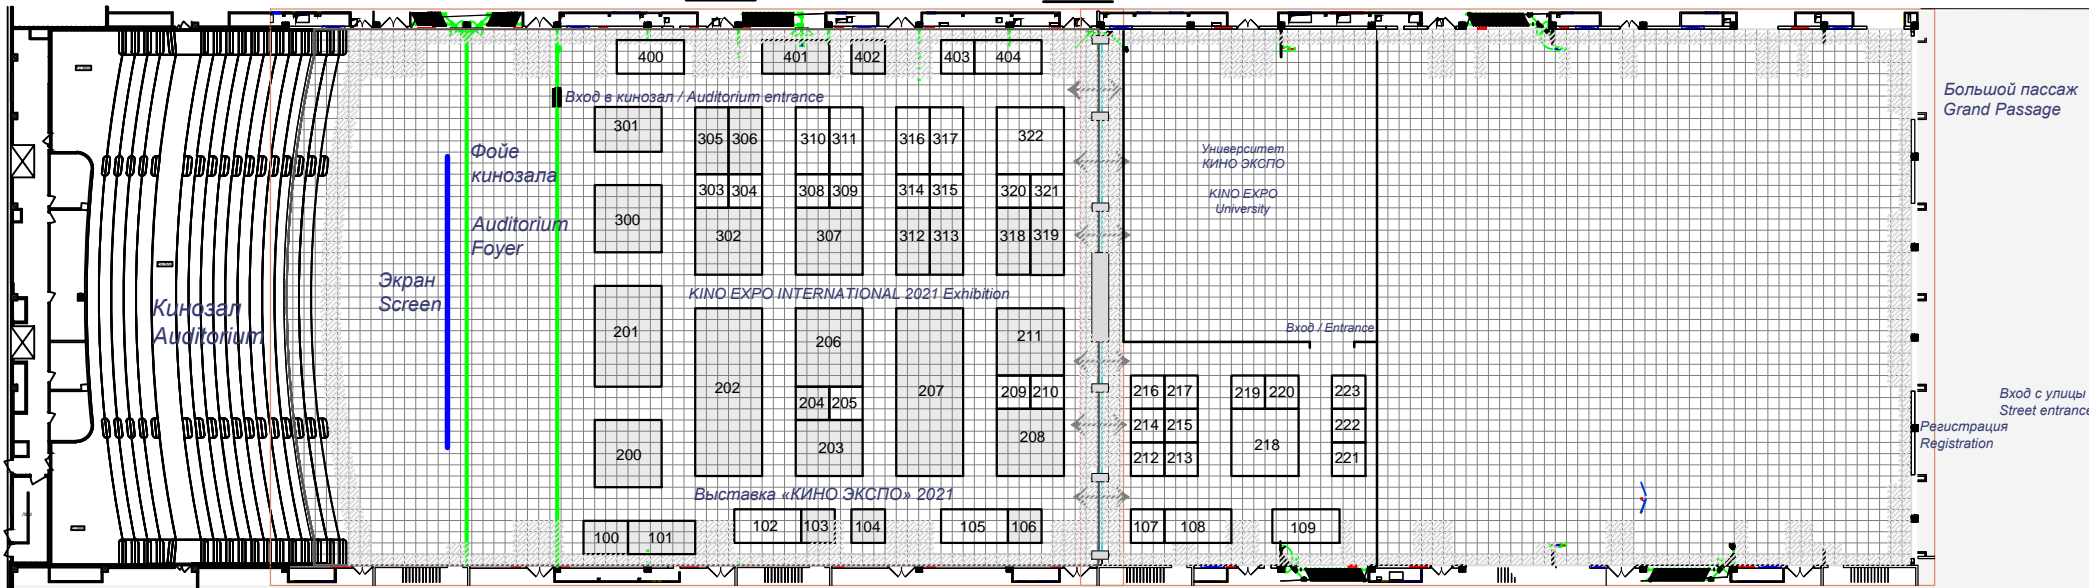 400
401
402
403
404
Вход в кинозал / Auditorium entrance
301
305
306
310
311
316
317
322
303
304
308
309
314
315
320
321
300
302
307
312
313
318
319
Фойе
кинозала
Auditorium
Foyer
Экран
Screen
Кинозал
Auditorium
KINO EXPO INTERNATIONAL 2021 Exhibition
201
202
206
204
205
203
207
211
209
210
208
200
Выставка «КИНО ЭКСПО» 2021
100
101
102
103
104
105
106
Университет
КИНО ЭКСПО
KINO EXPO
University
Вход / Entrance
216
217
219
220
223
214
215
222
218
212
213
221
107
108
109
Большой пассаж
Grand Passage
Вход с улицы
Street entrance
Регистрация
Registration